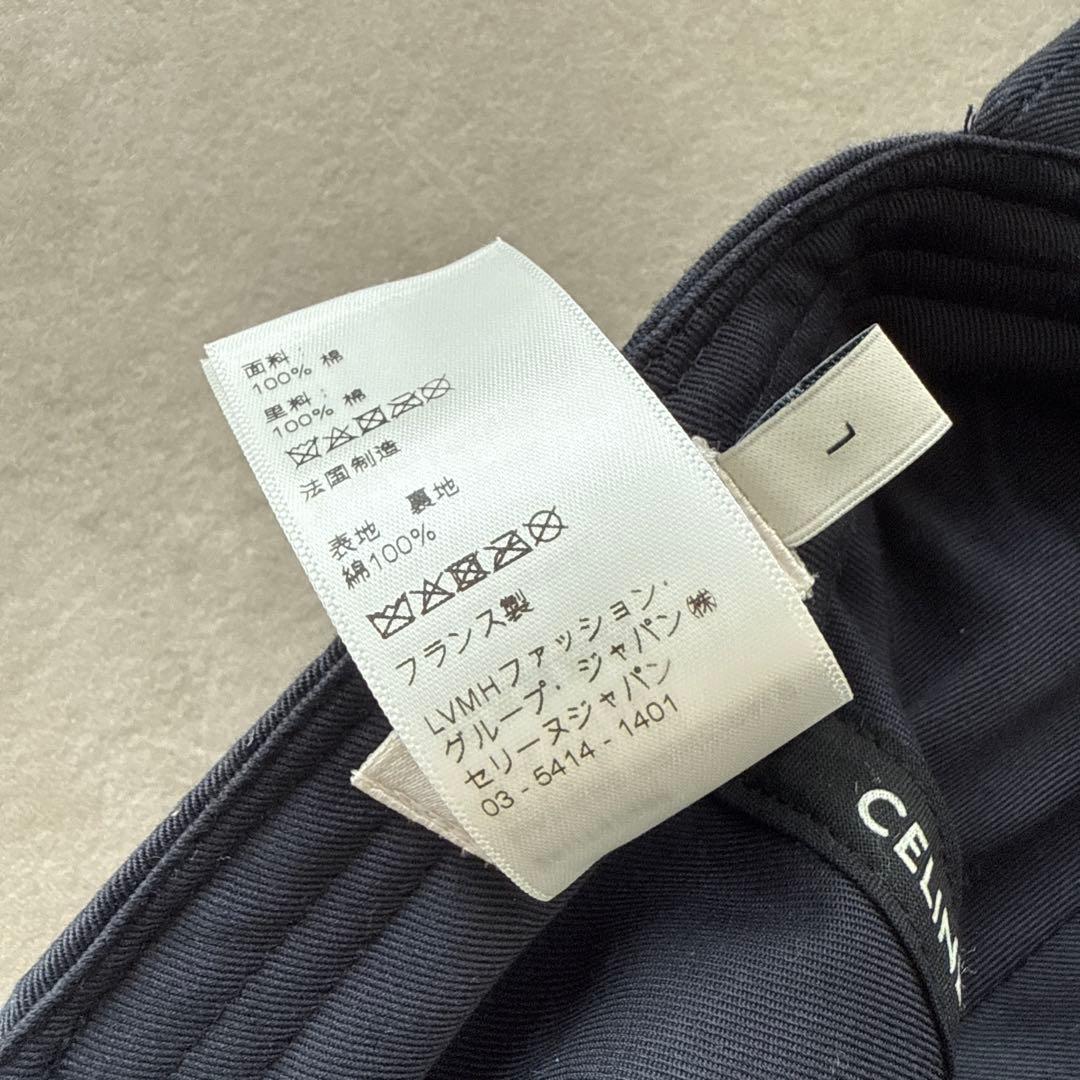 面料:
100% 棉
里料:
100% 棉
法国制造
表地 裏地
綿100%
フランス製
LVMHファッション・
グループ・ジャパン㈱
セリーヌジャパン
03 - 5414 - 1401
L
CELINE